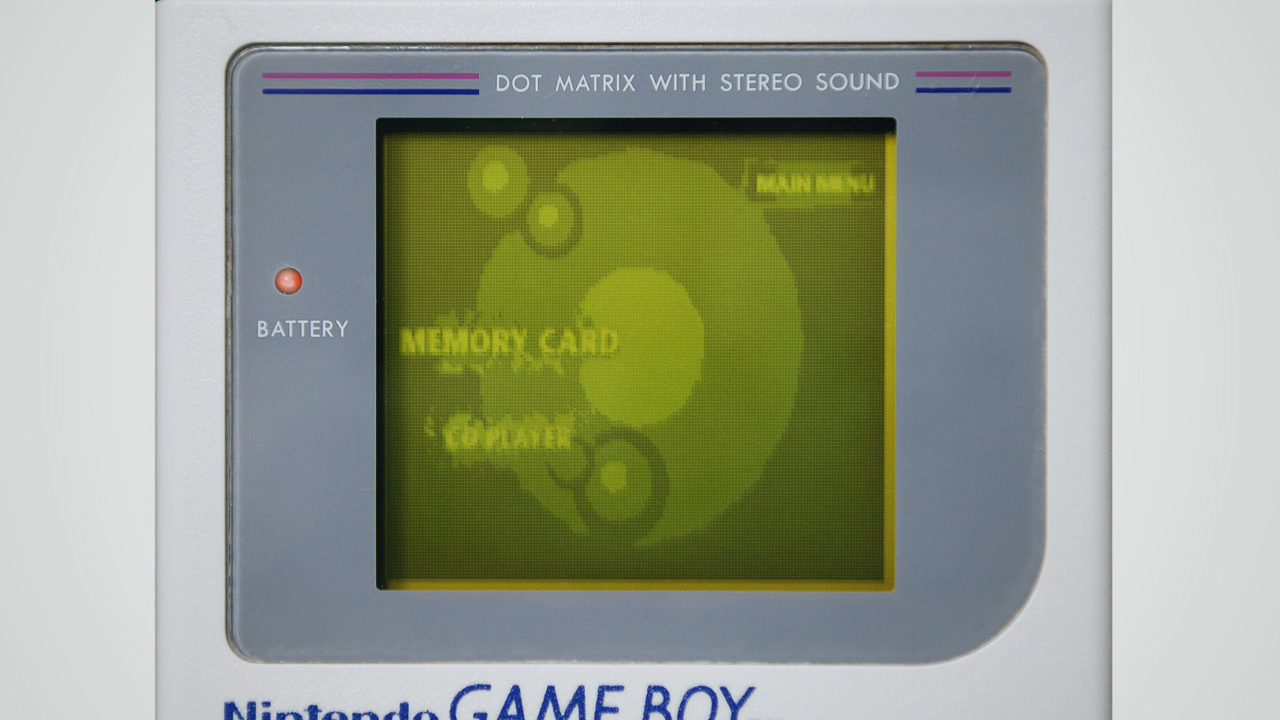 DOT MATRIX WITH STEREO SOUND
MAIN MENU
BATTERY
MEMORY CARD
CD PLAYER
Nintendo GAME BOY